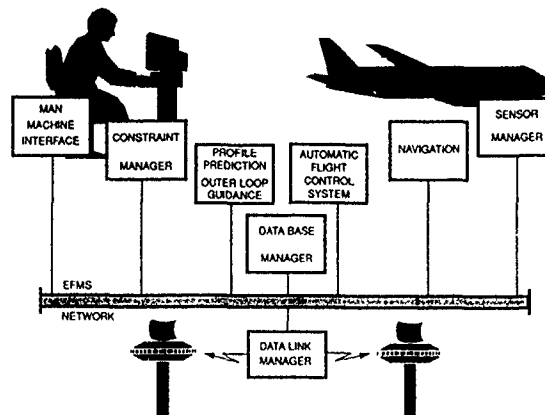 MAN
MACHINE
INTERFACE
CONSTRAINT
MANAGER
PROFILE
PREDICTION
OUTER LOOP
GUIDANCE
AUTOMATIC
FLIGHT
CONTROL
SYSTEM
NAVIGATION
SENSOR
MANAGER
DATA BASE
MANAGER
EFMS
NETWORK
DATA LINK
MANAGER